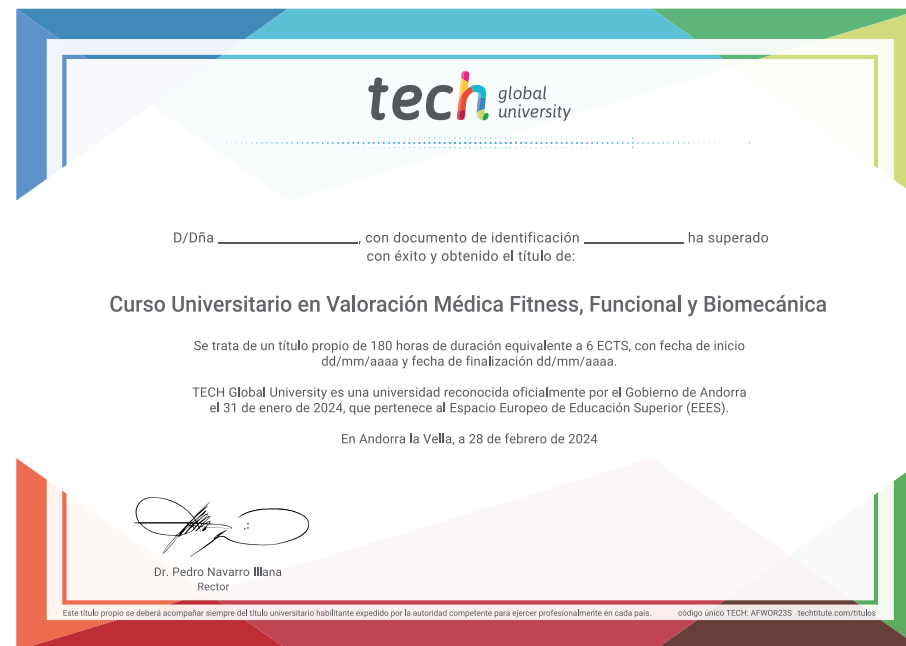 tech global university
D/Dña ____________________, con documento de identificación ______________ ha superado
con éxito y obtenido el título de:
Curso Universitario en Valoración Médica Fitness, Funcional y Biomecánica
Se trata de un título propio de 180 horas de duración equivalente a 6 ECTS, con fecha de inicio
dd/mm/aaaa y fecha de finalización dd/mm/aaaa.
TECH Global University es una universidad reconocida oficialmente por el Gobierno de Andorra
el 31 de enero de 2024, que pertenece al Espacio Europeo de Educación Superior (EEES).
En Andorra la Vella, a 28 de febrero de 2024
Dr. Pedro Navarro Illana
Rector
Este título propio se deberá acompañar siempre del título universitario habilitante expedido por la autoridad competente para ejercer profesionalmente en cada país. código único TECH: AFWOR23S techtitute.com/titulos